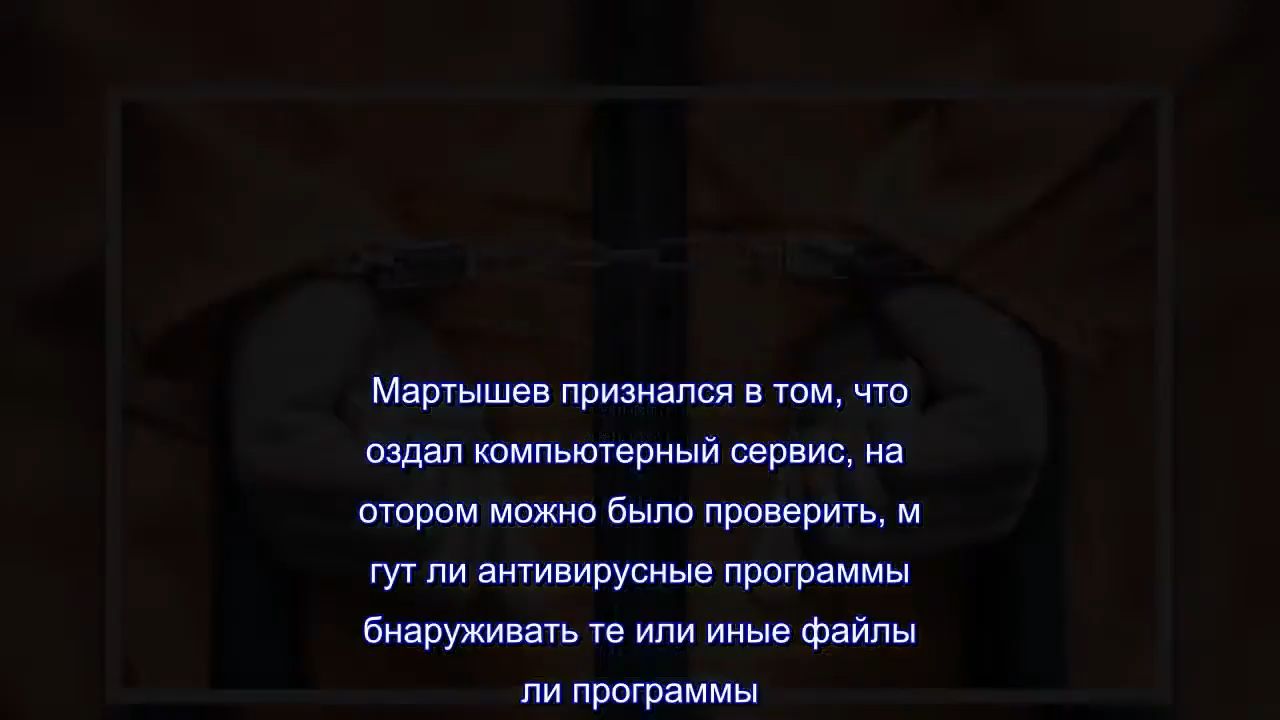 Мартышев признался в том, что
оздал компьютерный сервис, на
отором можно было проверить, м
гут ли антивирусные программы
бнаруживать те или иные файлы
ли программы